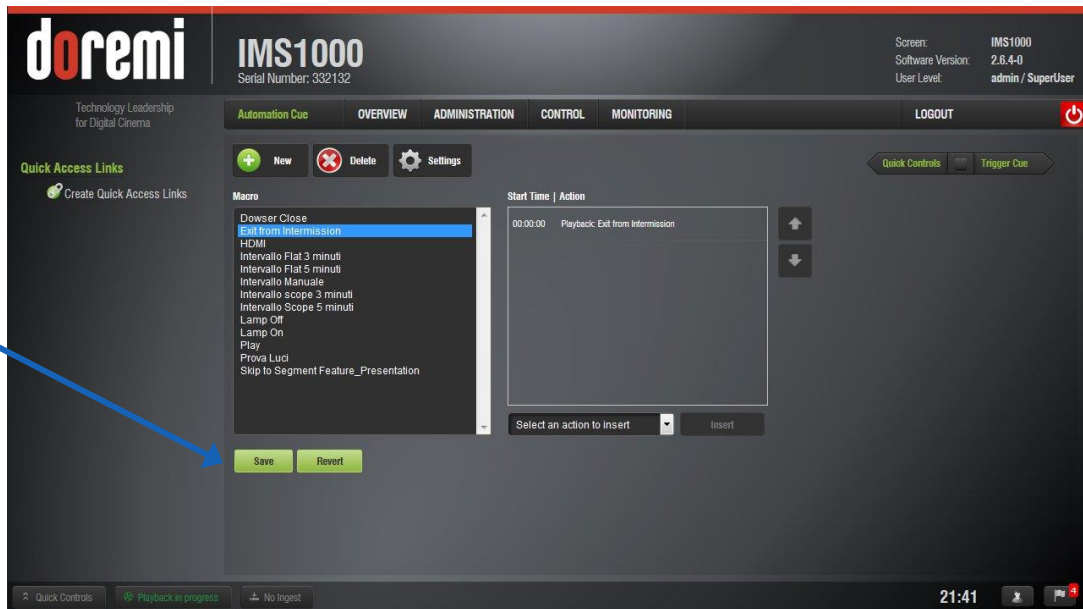 doremi
Technology Leadership
for Digital Cinema
IMS1000
Serial Number: 332132
Screen: IMS1000
Software Version: 2.6.4-0
User Level: admin / SuperUser
Automation Cue OVERVIEW ADMINISTRATION CONTROL MONITORING LOGOUT
Quick Access Links
Create Quick Access Links
New Delete Settings
Quick Controls Trigger Cue
Macro
Dowser Close
Exit from Intermission
HDMI
Intervallo Flat 3 minuti
Intervallo Flat 5 minuti
Intervallo Manuale
Intervallo scope 3 minuti
Intervallo Scope 5 minuti
Lamp Off
Lamp On
Play
Prova Luci
Skip to Segment Feature_Presentation
Start Time | Action
00:00:00 Playback: Exit from Intermission
Select an action to insert Insert
Save Revert
Quick Controls Playback in progress No Ingest 21:41 4